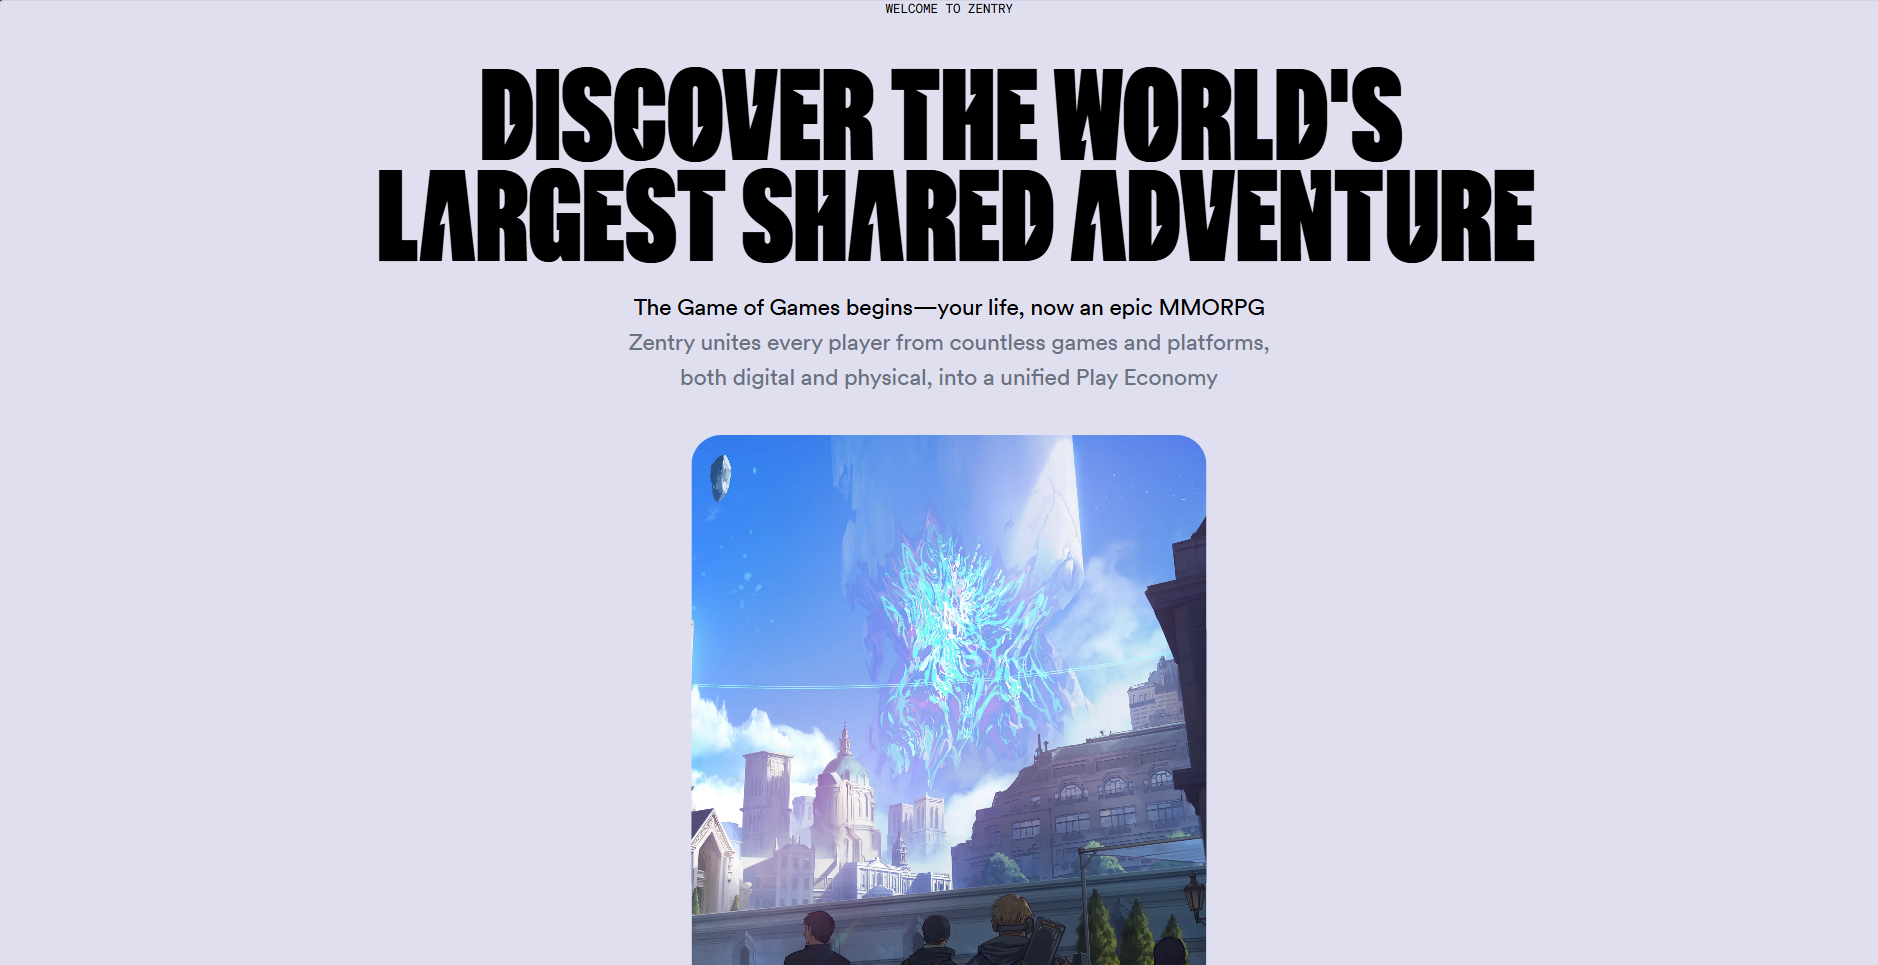 WELCOME TO ZENTRY
DISCOVER THE WORLD'S
LARGEST SHARED ADVENTURE
The Game of Games begins—your life, now an epic MMORPG
Zentry unites every player from countless games and platforms,
both digital and physical, into a unified Play Economy